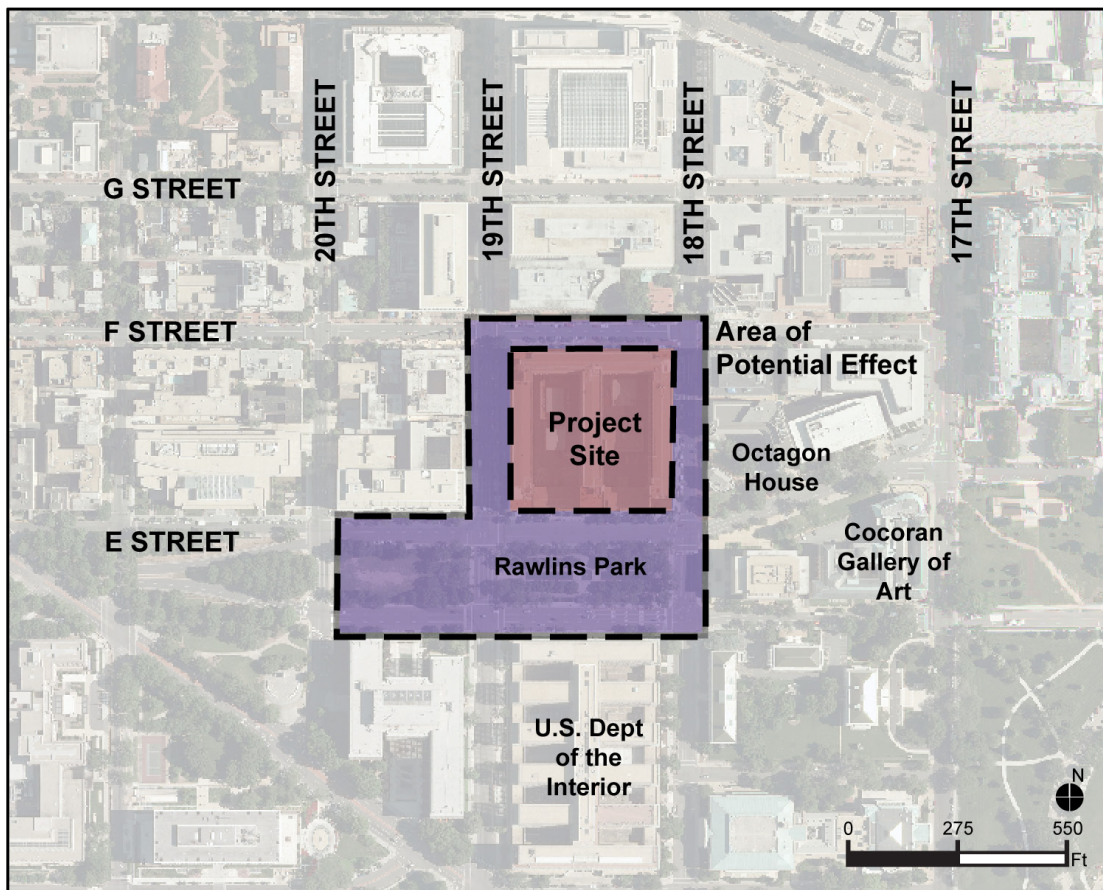 20TH STREET
19TH STREET
18TH STREET
17TH STREET
G STREET
F STREET
Area of
Potential Effect
Project
Site
Octagon
House
E STREET
Rawlins Park
Cocoran
Gallery of
Art
U.S. Dept
of the
Interior
N
0 275 550
Ft